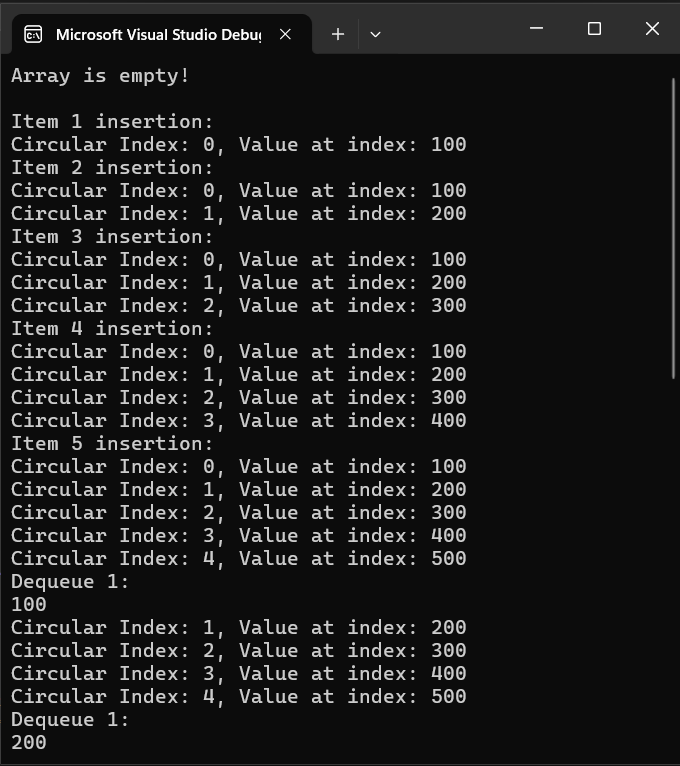 Microsoft Visual Studio Debug
Array is empty!
Item 1 insertion:
Circular Index: 0, Value at index: 100
Item 2 insertion:
Circular Index: 0, Value at index: 100
Circular Index: 1, Value at index: 200
Item 3 insertion:
Circular Index: 0, Value at index: 100
Circular Index: 1, Value at index: 200
Circular Index: 2, Value at index: 300
Item 4 insertion:
Circular Index: 0, Value at index: 100
Circular Index: 1, Value at index: 200
Circular Index: 2, Value at index: 300
Circular Index: 3, Value at index: 400
Item 5 insertion:
Circular Index: 0, Value at index: 100
Circular Index: 1, Value at index: 200
Circular Index: 2, Value at index: 300
Circular Index: 3, Value at index: 400
Circular Index: 4, Value at index: 500
Dequeue 1:
100
Circular Index: 1, Value at index: 200
Circular Index: 2, Value at index: 300
Circular Index: 3, Value at index: 400
Circular Index: 4, Value at index: 500
Dequeue 1:
200